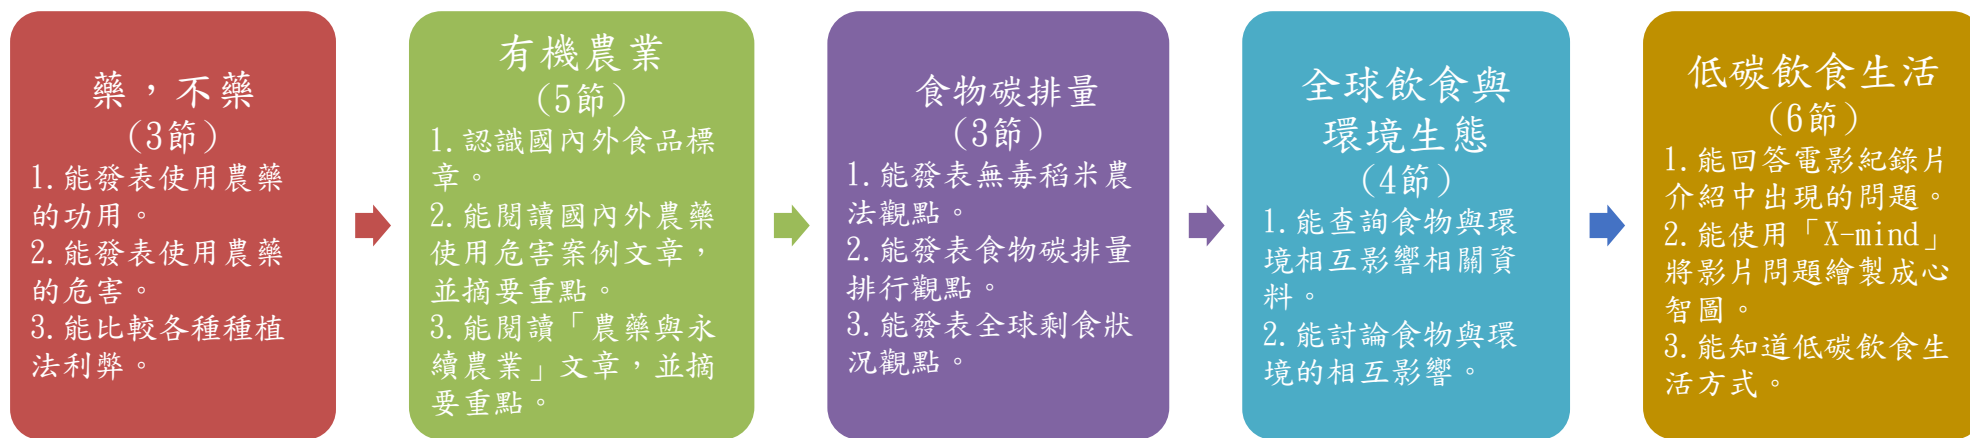 藥，不藥
(3節)
1.能發表使用農藥
的功用。
2.能發表使用農藥
的危害。
3.能比較各種種植
法利弊。
有機農業
(5節)
1.認識國內外食品標
章。
2.能閱讀國內外農藥
使用危害案例文章，
並摘要重點。
3.能閱讀「農藥與永
續農業」文章，並摘
要重點。
食物碳排量
(3節)
1.能發表無毒稻米農
法觀點。
2.能發表食物碳排量
排行觀點。
3.能發表全球剩食狀
況觀點。
全球飲食與
環境生態
(4節)
1.能查詢食物與環
境相互影響相關資
料。
2.能討論食物與環
境的相互影響。
低碳飲食生活
(6節)
1.能回答電影紀錄片
介紹中出現的問題。
2.能使用「X-mind」
將影片問題繪製成心
智圖。
3.能知道低碳飲食生
活方式。